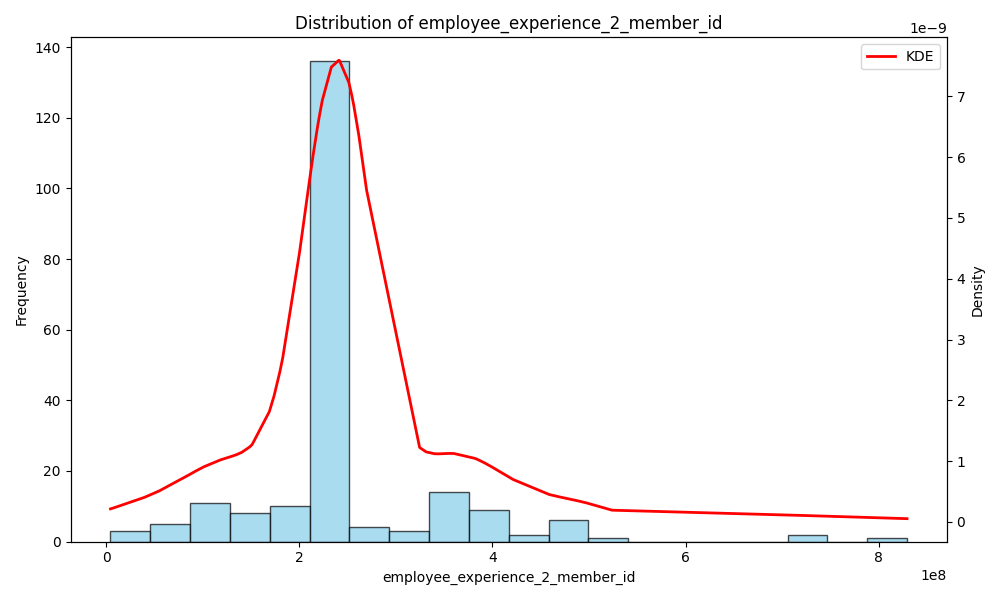 Distribution of employee_experience_2_member_id
1e−9
KDE
140
120
100
80
60
40
20
0
Frequency
7
6
5
4
3
2
1
0
Density
0 2 4 6 8
1e8
employee_experience_2_member_id